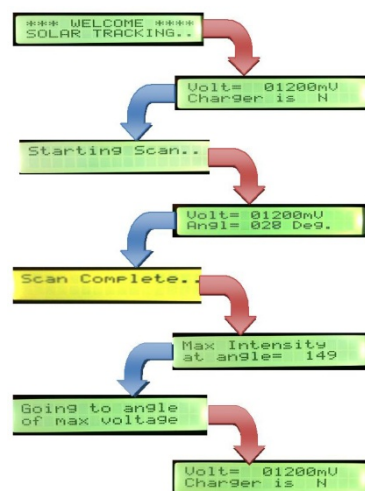 *** WELCOME ****
SOLAR TRACKING..
Volt= 01200mV
Charger is N
Starting Scan..
Volt= 01200mV
Angl= 028 Deg.
Scan Complete..
Max Intensity
at angle= 149
Going to angle
of max voltage
Volt= 01200mV
Charger is N